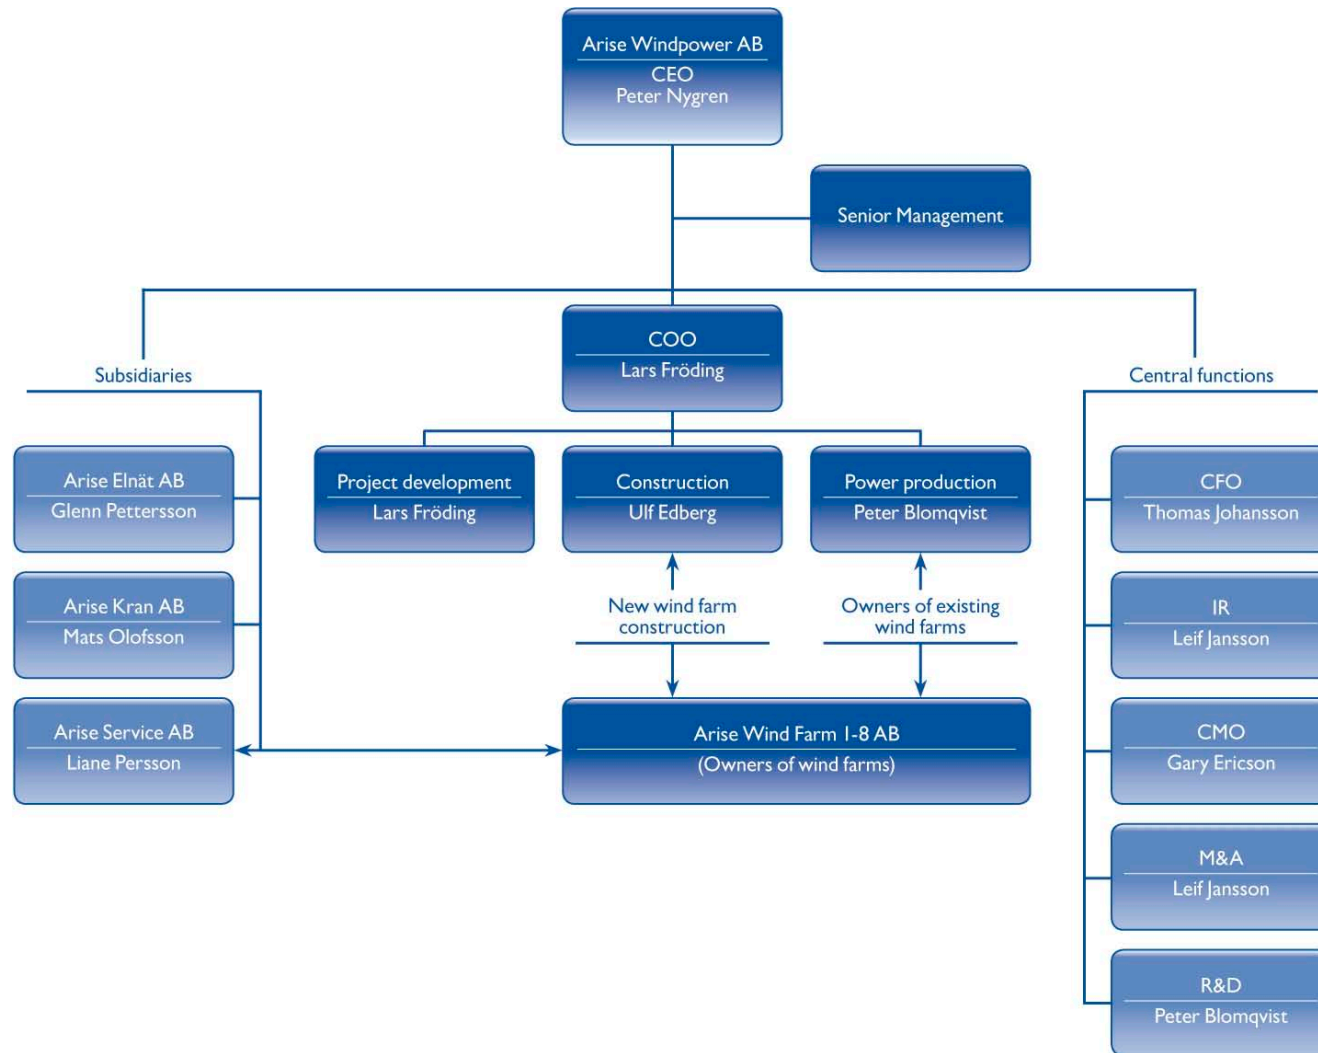 Arise Windpower AB
CEO
Peter Nygren
Senior Management
COO
Lars Fröding
Subsidiaries
Central functions
Arise Elnät AB
Glenn Pettersson
Project development
Lars Fröding
Construction
Ulf Edberg
Power production
Peter Blomqvist
CFO
Thomas Johansson
Arise Kran AB
Mats Olofsson
New wind farm
construction
Owners of existing
wind farms
IR
Leif Jansson
Arise Service AB
Liane Persson
Arise Wind Farm 1-8 AB
(Owners of wind farms)
CMO
Gary Ericson
M&A
Leif Jansson
R&D
Peter Blomqvist